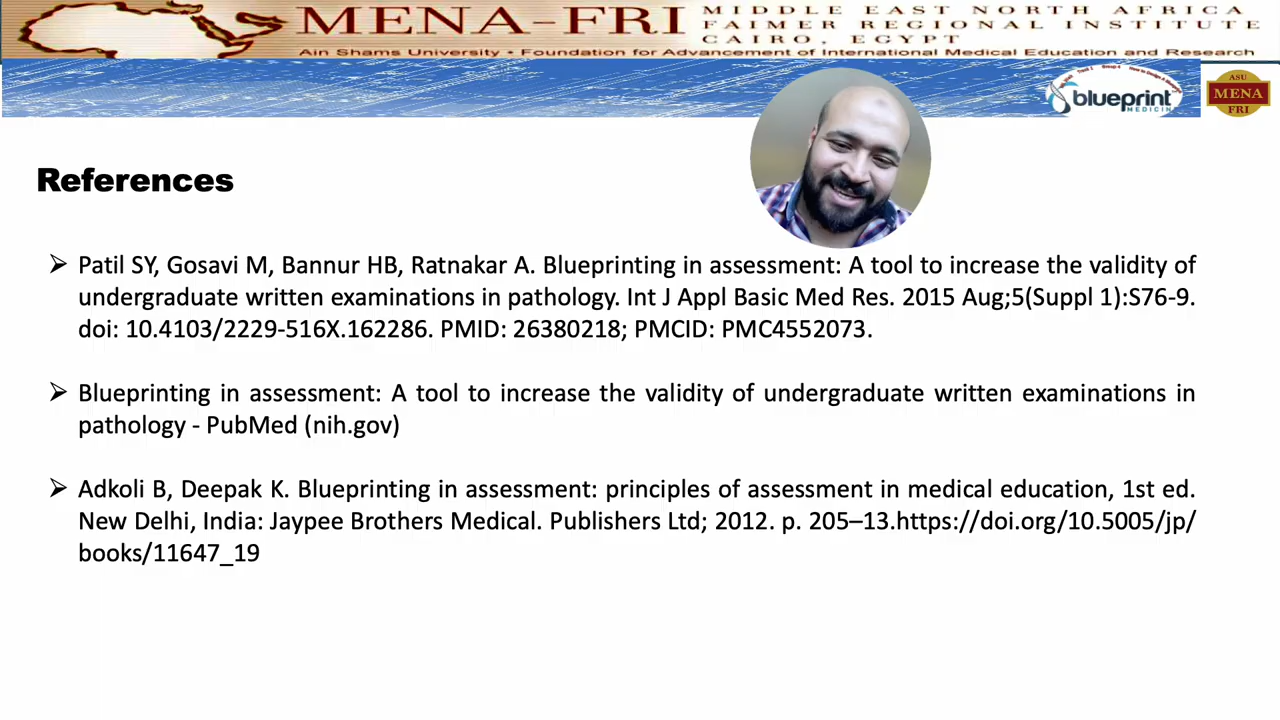 MENA-FRI
MIDDLE EAST NORTH AFRICA
FAIMER REGIONAL INSTITUTE
CAIRO, EGYPT
Ain Shams University • Foundation for Advancement of International Medical Education and Research
blueprint
MEDICIN
ASU
MENA
FRI
References
➢ Patil SY, Gosavi M, Bannur HB, Ratnakar A. Blueprinting in assessment: A tool to increase the validity of
undergraduate written examinations in pathology. Int J Appl Basic Med Res. 2015 Aug;5(Suppl 1):S76-9.
doi: 10.4103/2229-516X.162286. PMID: 26380218; PMCID: PMC4552073.
➢ Blueprinting in assessment: A tool to increase the validity of undergraduate written examinations in
pathology - PubMed (nih.gov)
➢ Adkoli B, Deepak K. Blueprinting in assessment: principles of assessment in medical education, 1st ed.
New Delhi, India: Jaypee Brothers Medical. Publishers Ltd; 2012. p. 205–13.https://doi.org/10.5005/jp/
books/11647_19